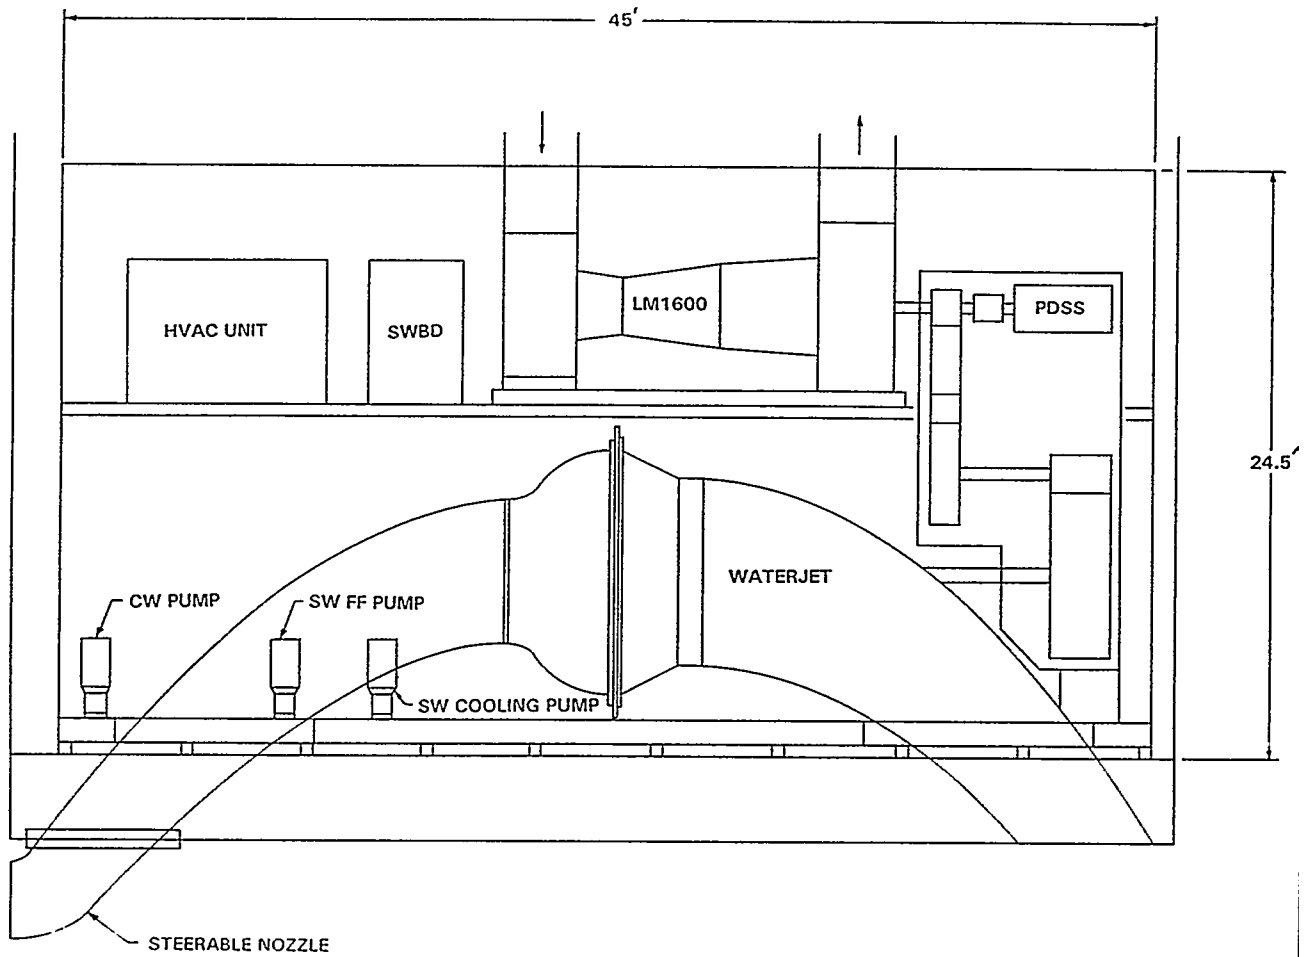 45'
LM1600
PDSS
HVAC UNIT
SWBD
24.5'
WATERJET
CW PUMP
SW FF PUMP
SW COOLING PUMP
STEERABLE NOZZLE